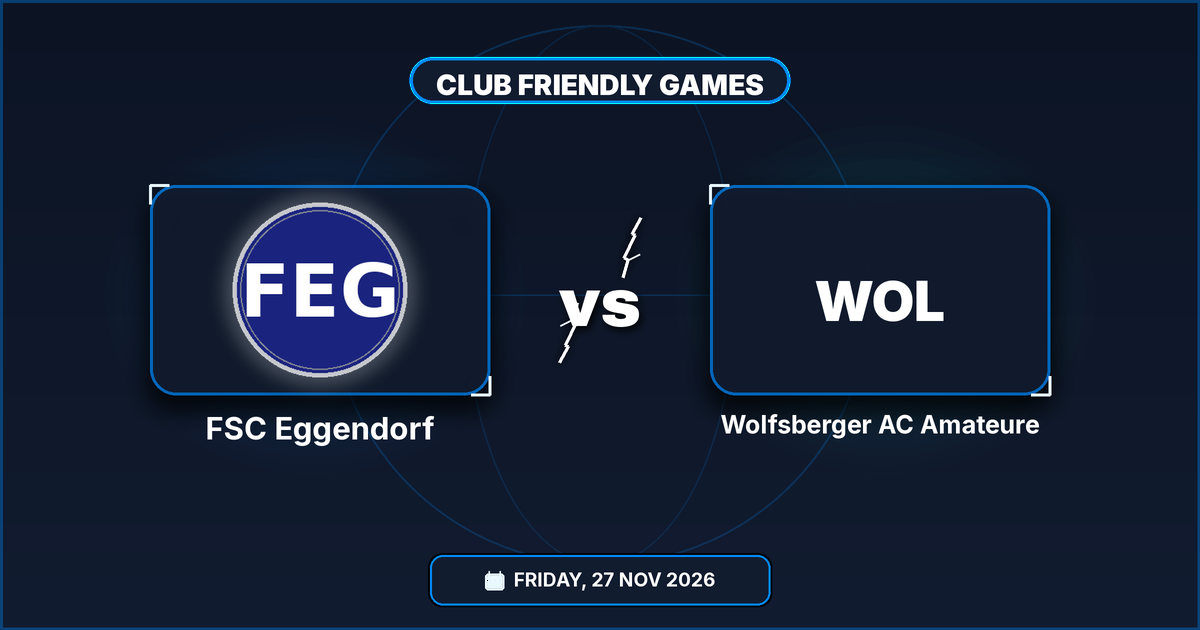 CLUB FRIENDLY GAMES
FEG
vs
WOL
FSC Eggendorf
Wolfsberger AC Amateure
FRIDAY, 27 NOV 2026